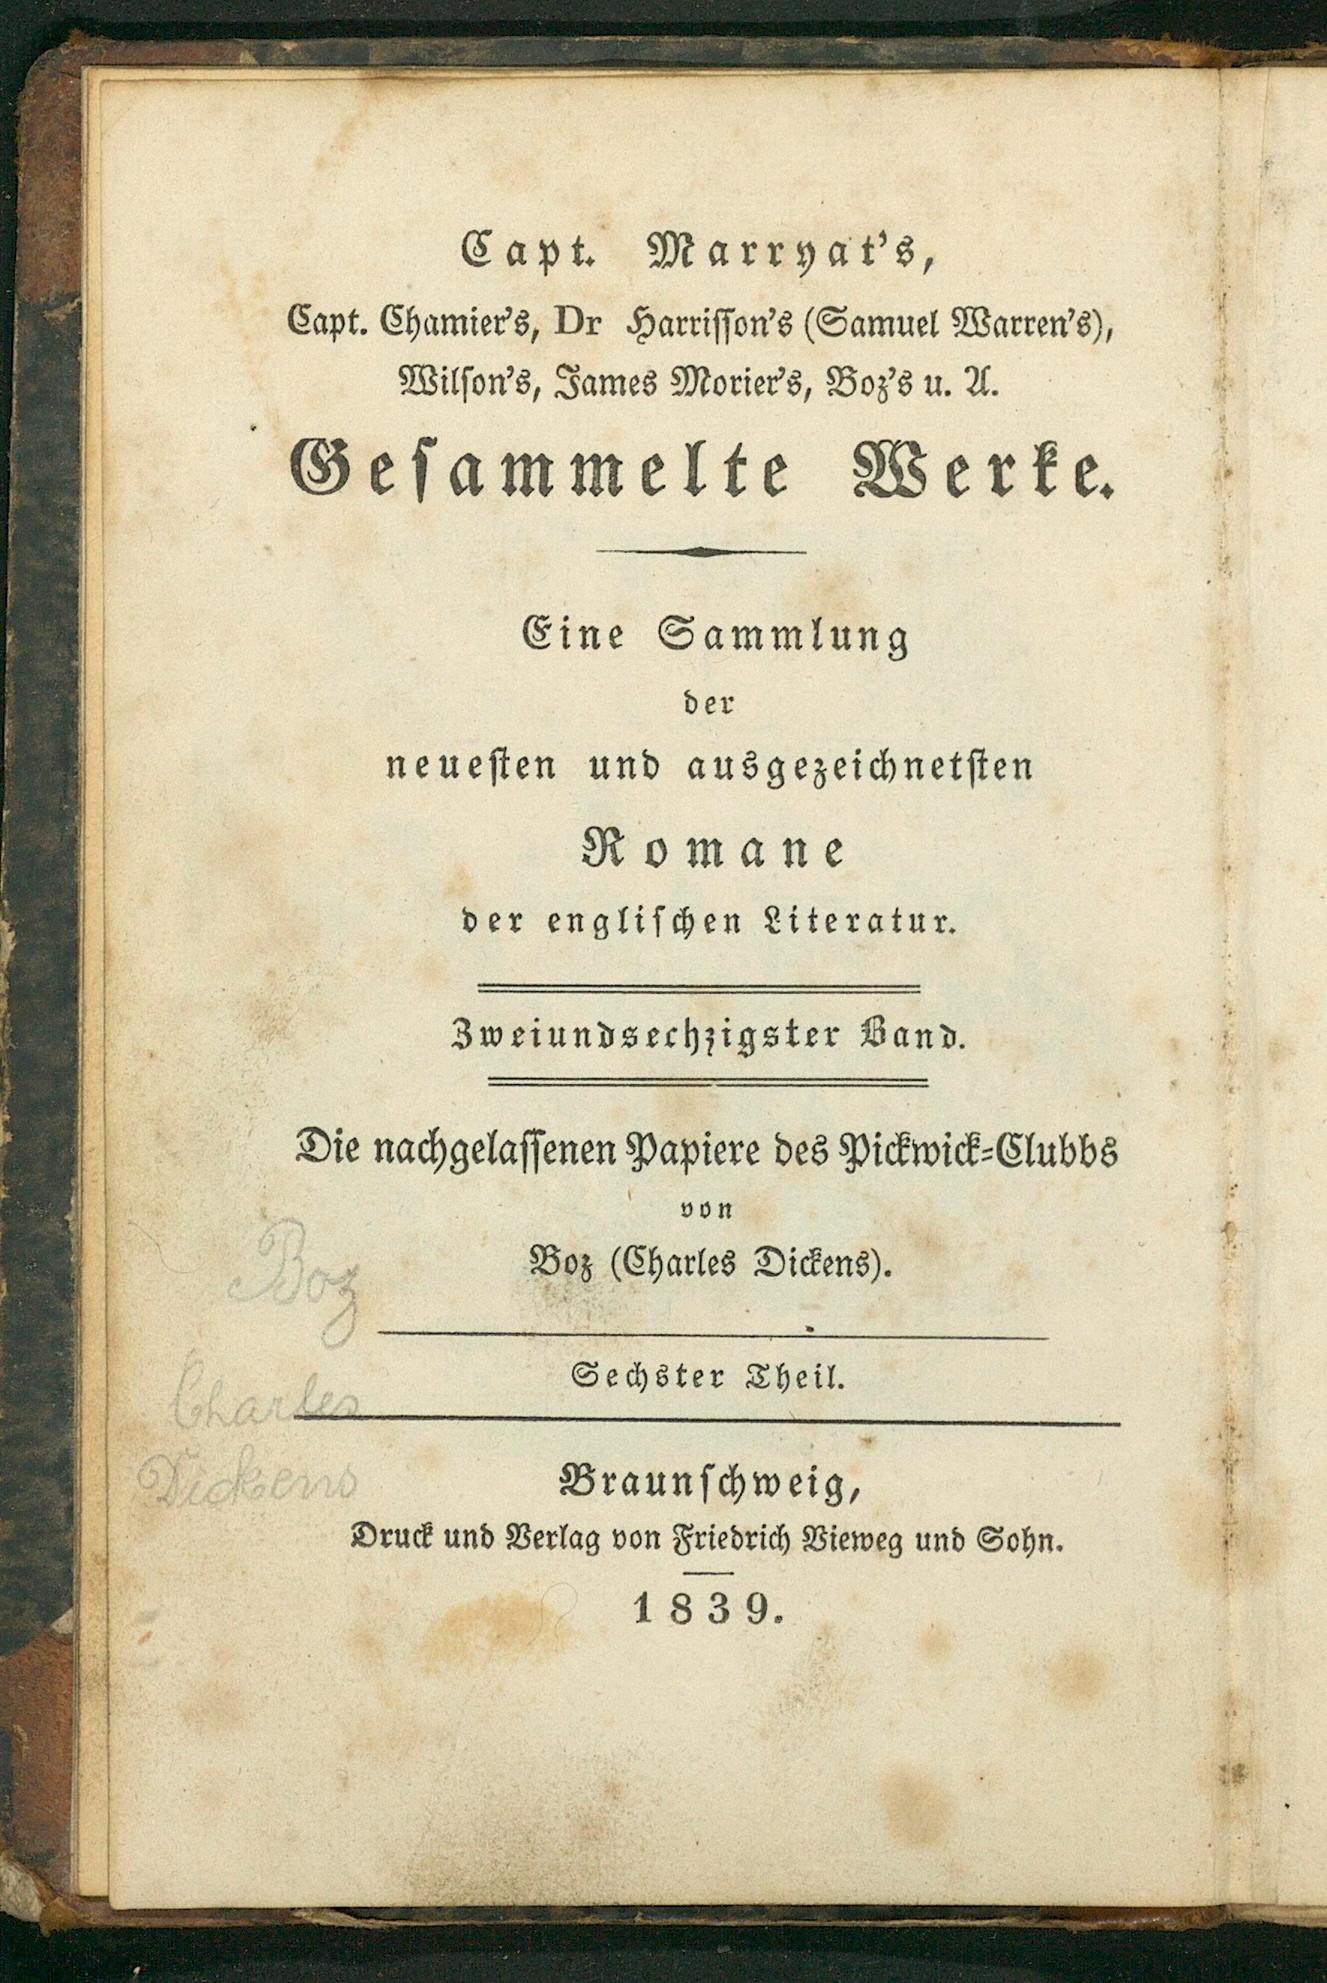 Capt. Marryat's,
Capt. Chamier's, Dr Harrisson's (Samuel Warren's),
Wilson's, James Morier's, Boz's u. A.
Gesammelte Werke.
Eine Sammlung
der
neuesten und ausgezeichnetsten
Romane
der englischen Literatur.
Zweiundsechzigster Band.
Die nachgelassenen Papiere des Pickwick-Clubbs
von
Boz (Charles Dickens).
Boz
Sechster Theil.
Charles
Dickens
Braunschweig,
Druck und Verlag von Friedrich Vieweg und Sohn.
1839.